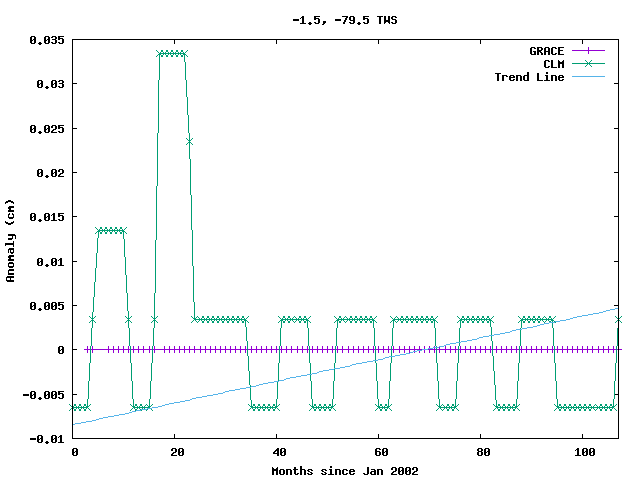 -1.5, -79.5 TWS
0.035
0.03
0.025
0.02
0.015
0.01
0.005
0
-0.005
-0.01
Anomaly (cm)
GRACE
CLM
Trend Line
0 20 40 60 80 100
Months since Jan 2002